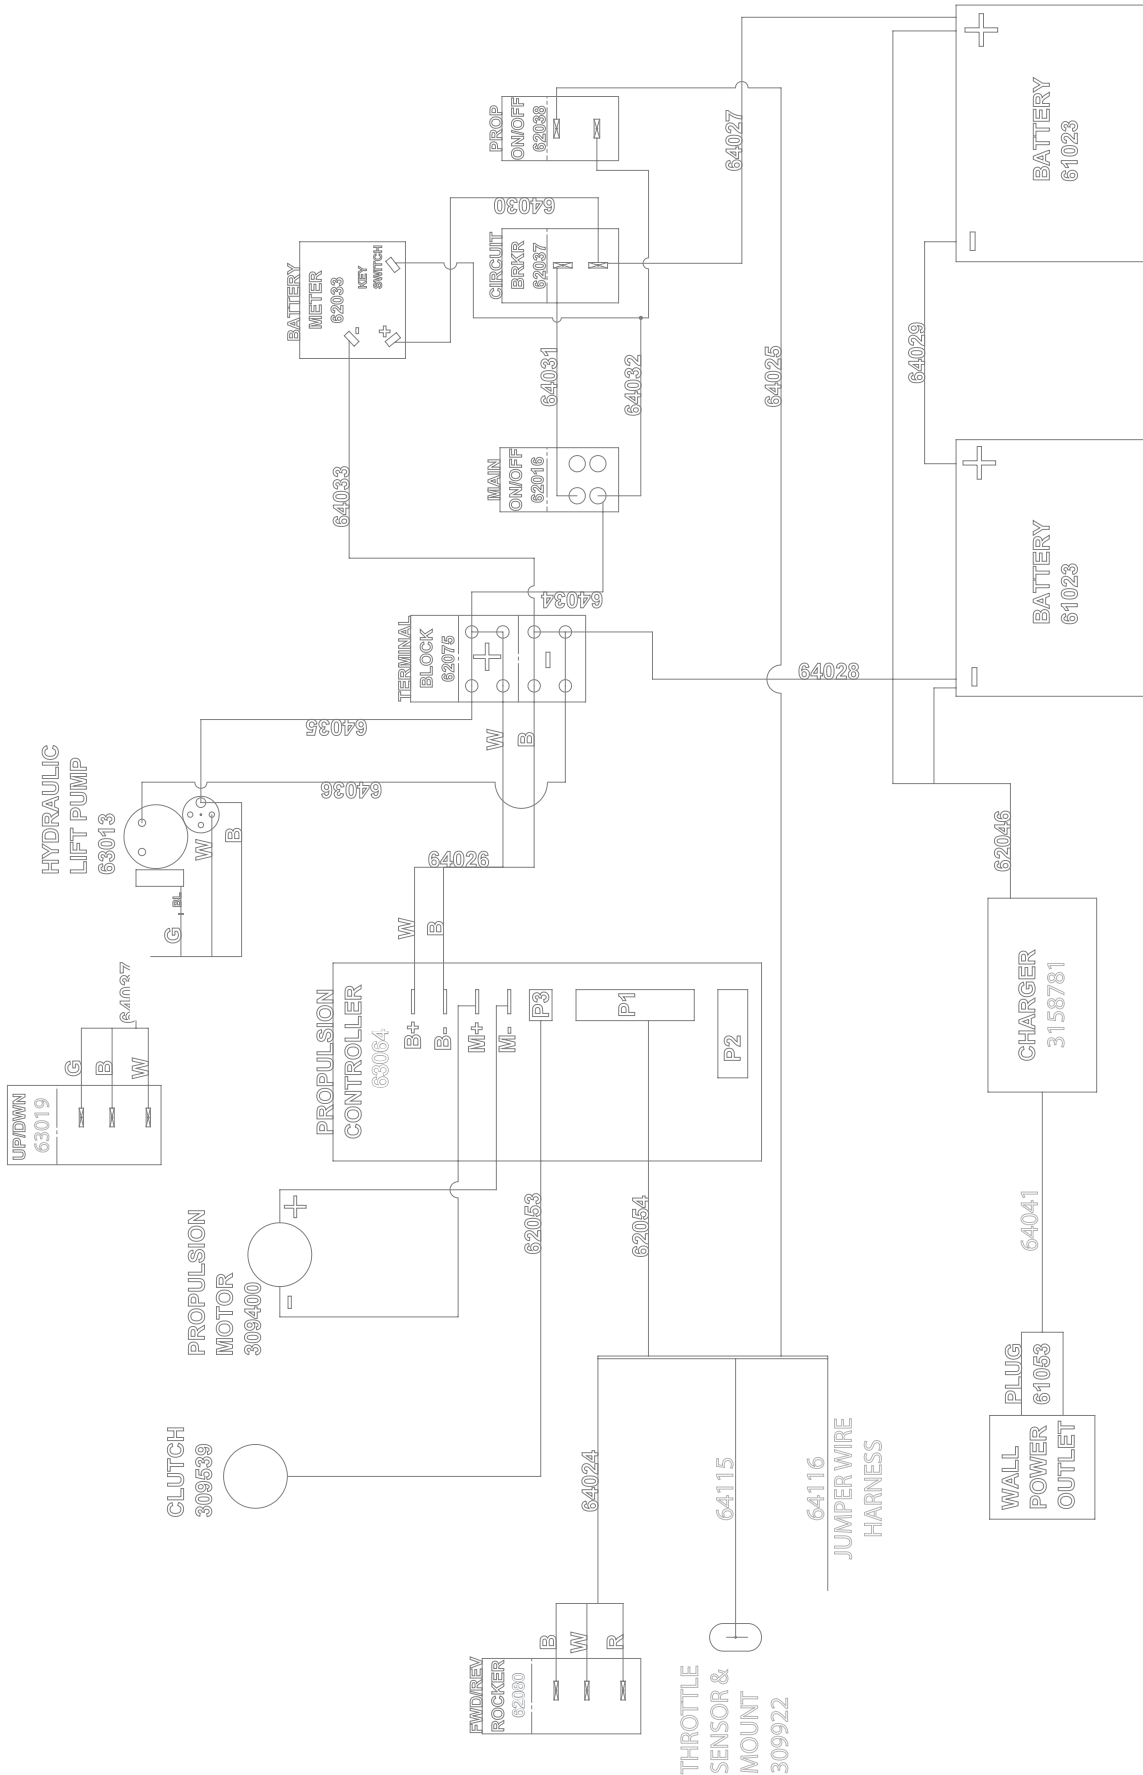 HYDRAULIC
LIFT PUMP
63013
UP/DWN
63019
G
B
W
64037
G
BL
W
B
64035
64036
TERMINAL
BLOCK
62075
+
-
W
B
64034
64033
BATTERY
METER
62033
KEY
SWITCH
-
+
64030
PROP
ON/OFF
62038
CIRCUIT
BRKR
62037
64031
64032
MAIN
ON/OFF
62016
64027
64025
64029
64028
+
BATTERY
61023
-
+
BATTERY
61023
-
62046
CHARGER
3158781
64041
PLUG
61053
WALL
POWER
OUTLET
64026
W
B
PROPULSION
CONTROLLER
63064
B+
B-
M+
M-
P3
P1
P2
PROPULSION
MOTOR
309400
+
-
62053
62054
CLUTCH
309539
64024
64115
64116
JUMPER WIRE
HARNESS
FWD/REV
ROCKER
62080
B
W
R
THROTTLE
SENSOR &
MOUNT
309922